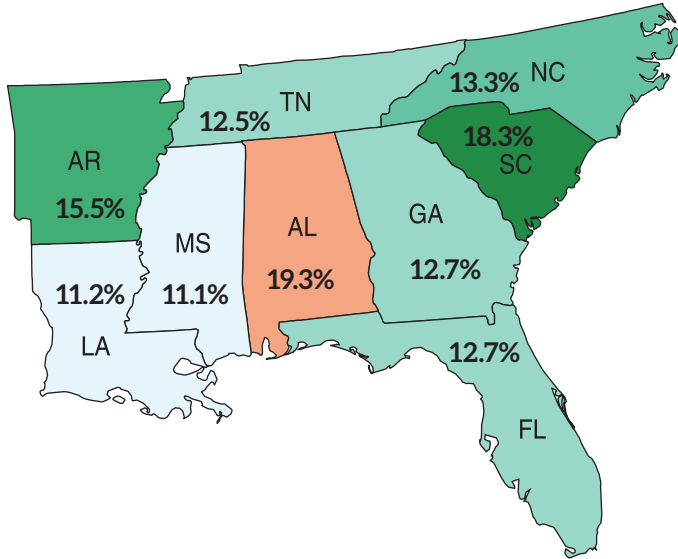 NC
13.3%
TN
12.5%
18.3%
SC
AR
15.5%
GA
12.7%
AL
19.3%
MS
11.1%
11.2%
LA
12.7%
FL